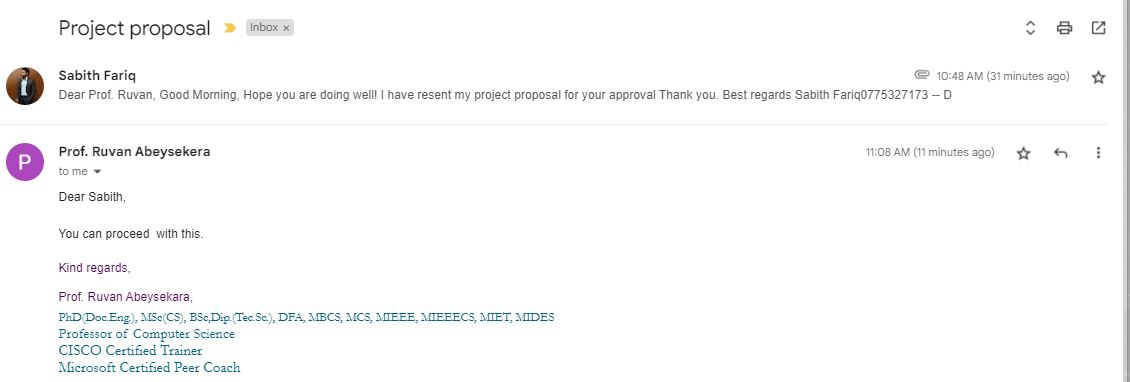 Project proposal Inbox ×
Sabith Fariq 10:48 AM (31 minutes ago)
Dear Prof. Ruvan, Good Morning, Hope you are doing well! I have resent my project proposal for your approval Thank you. Best regards Sabith Fariq0775327173 -- D
P
Prof. Ruvan Abeysekera 11:08 AM (11 minutes ago)
to me
Dear Sabith,
You can proceed  with this.
Kind regards,
Prof. Ruvan Abeysekara,
PhD(Doc.Eng.), MSc(CS), BSc,Dip.(Tec.Sc.), DFA, MBCS, MCS, MIEEE, MIEEECS, MIET, MIDES
Professor of Computer Science
CISCO Certified Trainer
Microsoft Certified Peer Coach